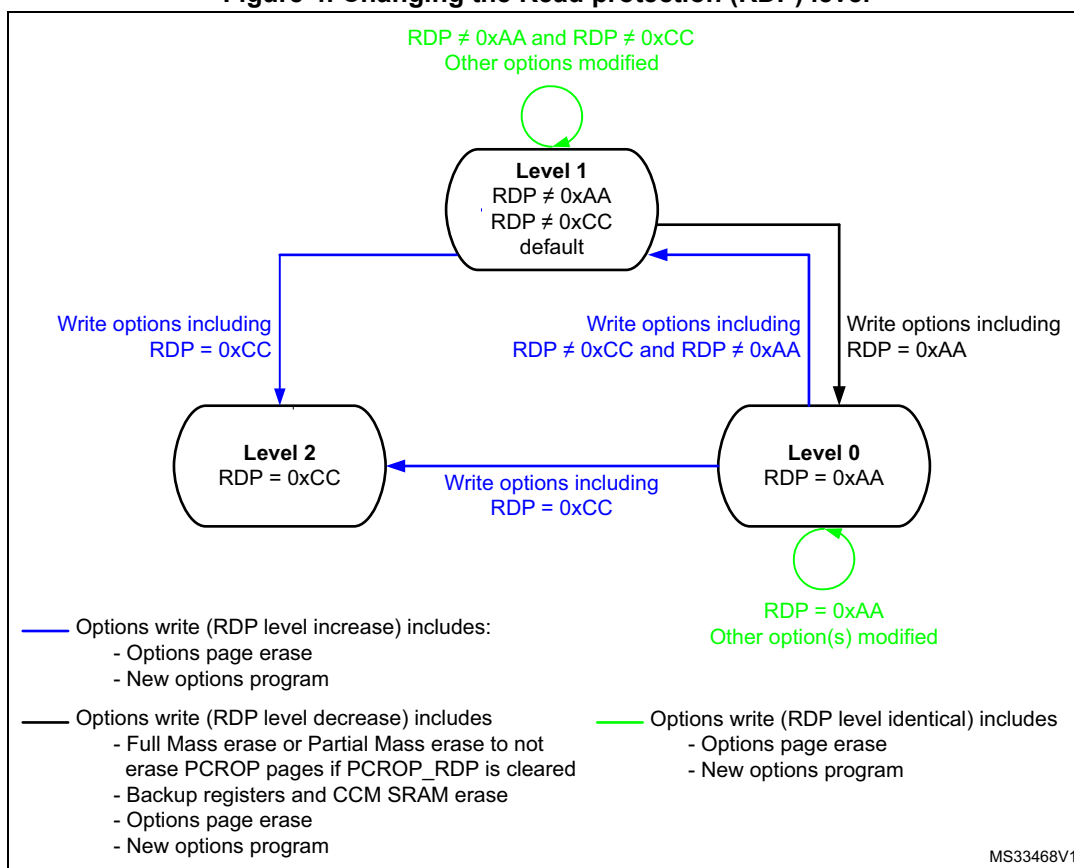 Figure 4. Changing the Read protection (RDP) level
RDP ≠ 0xAA and RDP ≠ 0xCC
Other options modified
Level 1
RDP ≠ 0xAA
RDP ≠ 0xCC
default
Write options including
RDP = 0xCC
Write options including
RDP ≠ 0xCC and RDP ≠ 0xAA
Write options including
RDP = 0xAA
Level 2
RDP = 0xCC
Level 0
RDP = 0xAA
Write options including
RDP = 0xCC
RDP = 0xAA
Other option(s) modified
Options write (RDP level increase) includes:
- Options page erase
- New options program
Options write (RDP level decrease) includes
- Full Mass erase or Partial Mass erase to not
erase PCROP pages if PCROP_RDP is cleared
- Backup registers and CCM SRAM erase
- Options page erase
- New options program
Options write (RDP level identical) includes
- Options page erase
- New options program
MS33468V1